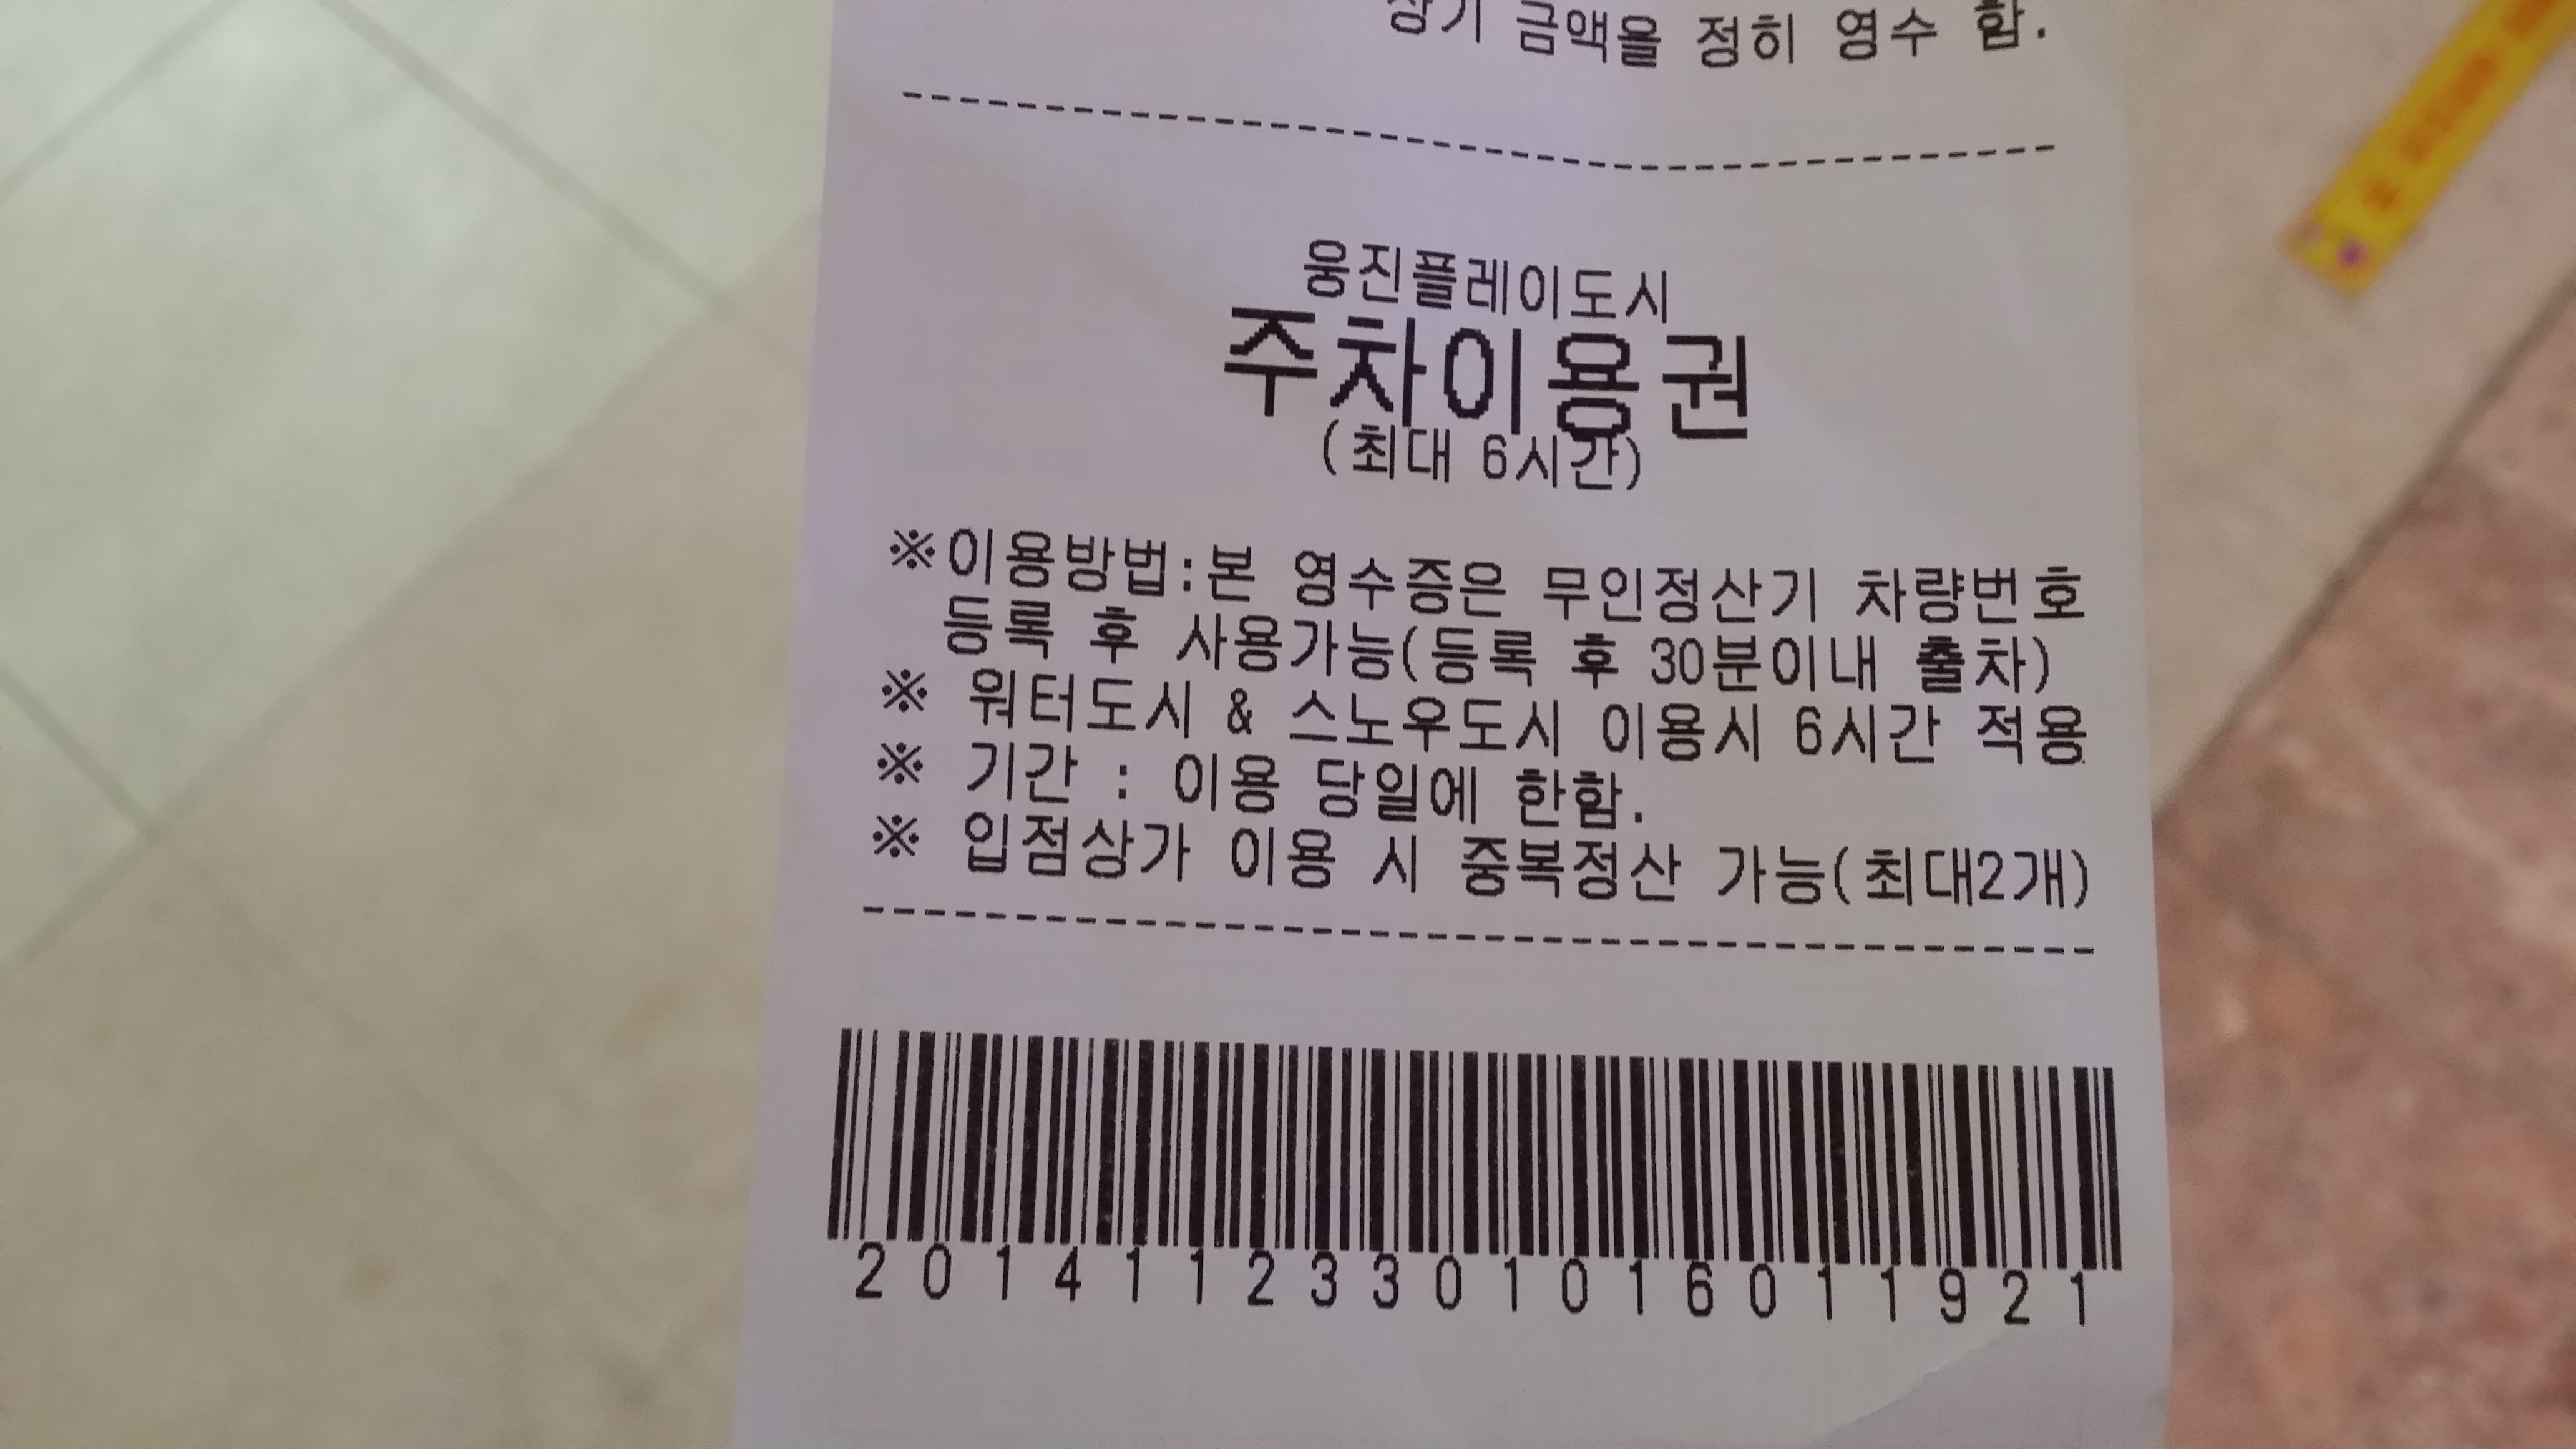 상기 금액을 정히 영수 함.
웅진플레이도시
주차이용권
(최대 6시간)
※이용방법:본 영수증은 무인정산기 차량번호
등록 후 사용가능(등록 후 30분이내 출차)
※ 워터도시 & 스노우도시 이용시 6시간 적용
※ 기간 : 이용 당일에 한함.
※ 입점상가 이용 시 중복정산 가능(최대2개)
20141123301016011921